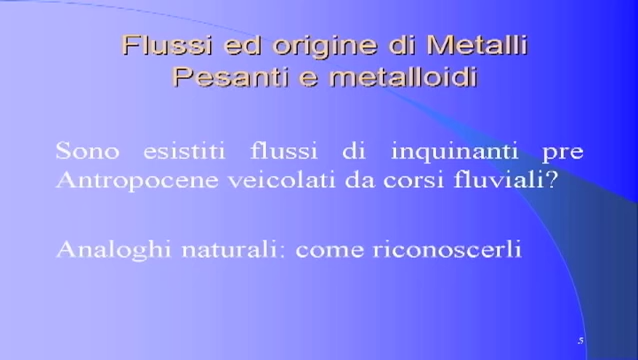 Flussi ed origine di Metalli
Pesanti e metalloidi
Sono esistiti flussi di inquinanti pre
Antropocene veicolati da corsi fluviali?
Analoghi naturali: come riconoscerli
5